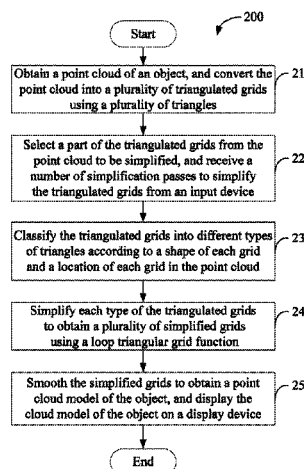 200
Start
Obtain a point cloud of an object, and convert the
point cloud into a plurality of triangulated grids
using a plurality of triangles
21
Select a part of the triangulated grids from the
point cloud to be simplified, and receive a
number of simplification passes to simplify
the triangulated grids from an input device
22
Classify the triangulated grids into different types
of triangles according to a shape of each grid
and a location of each grid in the point cloud
23
Simplify each type of the triangulated grids
to obtain a plurality of simplified grids
using a loop triangular grid function
24
Smooth the simplified grids to obtain a point
cloud model of the object, and display the
cloud model of the object on a display device
25
End